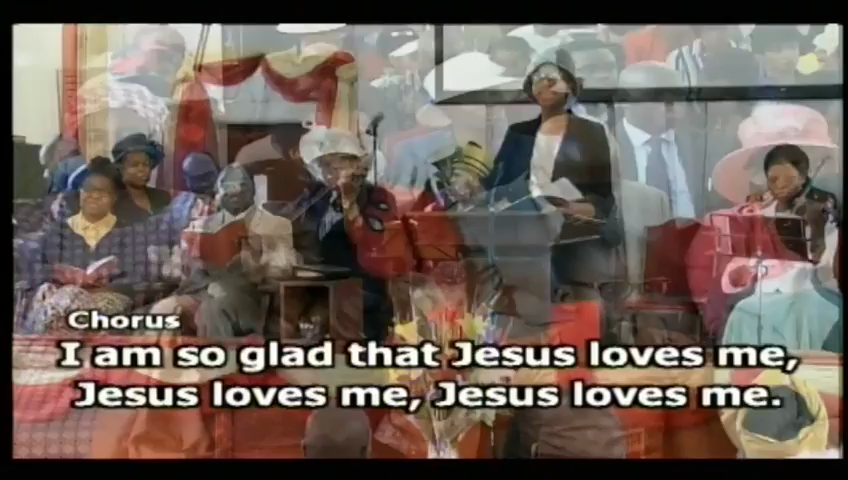 Chorus
I am so glad that Jesus loves me,
Jesus loves me, Jesus loves me.